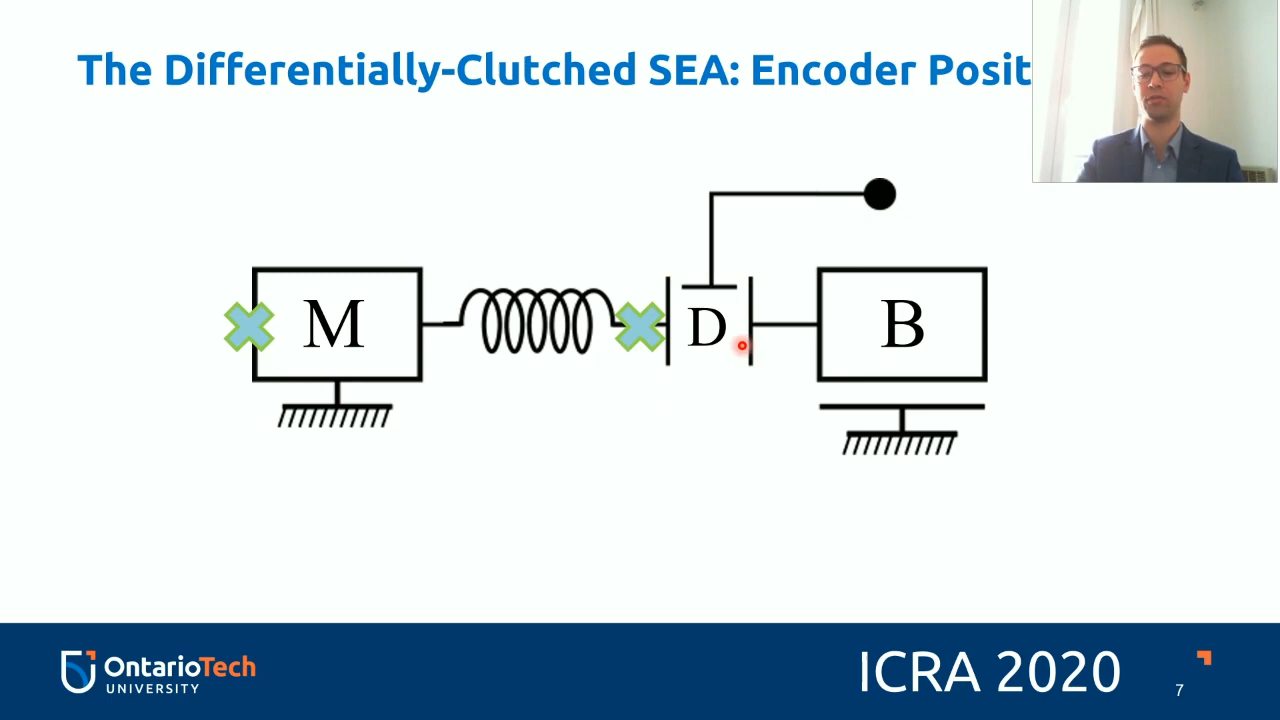 The Differentially-Clutched SEA: Encoder Posit
M
D
B
OntarioTech
UNIVERSITY
ICRA 2020
7